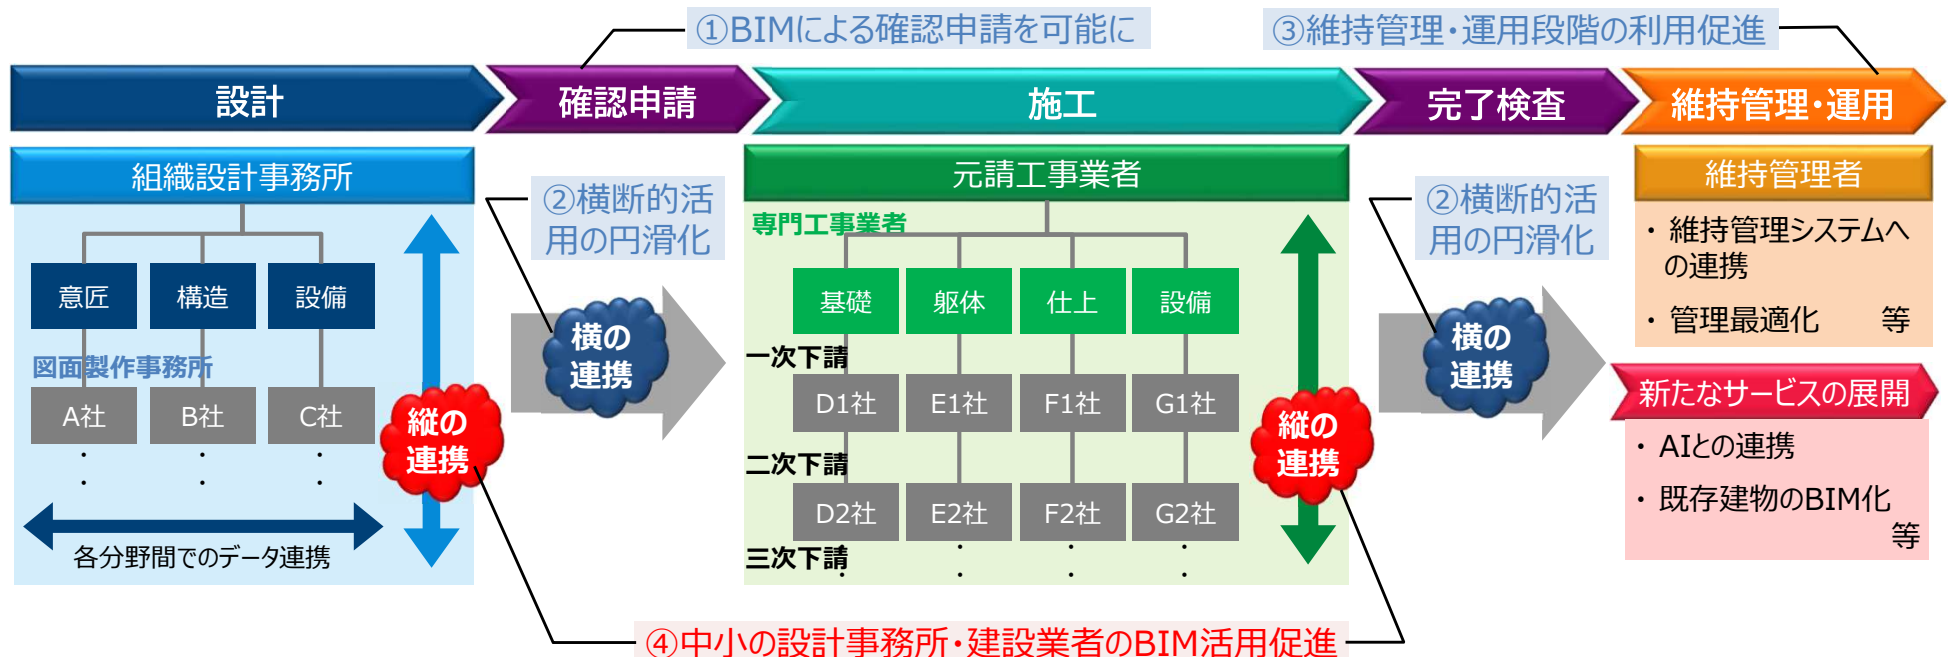 ①BIMによる確認申請を可能に
③維持管理・運用段階の利用促進
設計
確認申請
施工
完了検査
維持管理・運用
組織設計事務所
意匠
構造
設備
図面製作事務所
A社
B社
C社
・
・
・
・
・
・
各分野間でのデータ連携
縦の
連携
②横断的活
用の円滑化
横の
連携
元請工事業者
専門工事業者
基礎
躯体
仕上
設備
一次下請
D1社
E1社
F1社
G1社
二次下請
D2社
E2社
F2社
G2社
三次下請
・
・
・
・
・
・
・
・
縦の
連携
②横断的活
用の円滑化
横の
連携
維持管理者
・ 維持管理システムへ
の連携
・ 管理最適化 等
新たなサービスの展開
・ AIとの連携
・ 既存建物のBIM化
等
④中小の設計事務所・建設業者のBIM活用促進